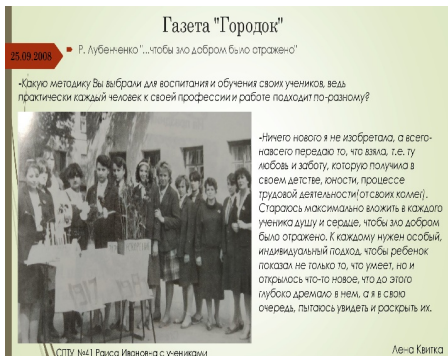 Газета "Городок"
25.09.2008
Р. Лубенченко "...чтобы зло добром было отражено"
-Какую методику Вы выбрали для воспитания и обучения своих учеников, ведь
практически каждый человек к своей профессии и работе подходит по-разному?
-Ничего нового я не изобретала, а всего-
навсего передаю то, что взяла, т.е. ту
любовь и заботу, которую получила в
своем детстве, юности, процессе
трудовой деятельности(от своих коллег).
Стараюсь максимально вложить в каждого
ученика душу и сердце, чтобы зло добром
было отражено. К каждому нужен особый,
индивидуальный подход, чтобы ребенок
показал не только то, что умеет, но и
открылось что-то новое, что до этого
глубоко дремало в нем, а я в свою
очередь, пытаюсь увидеть и раскрыть их.
1917
СПТУ №41 Раиса Ивановна с учениками
Лена Квитка